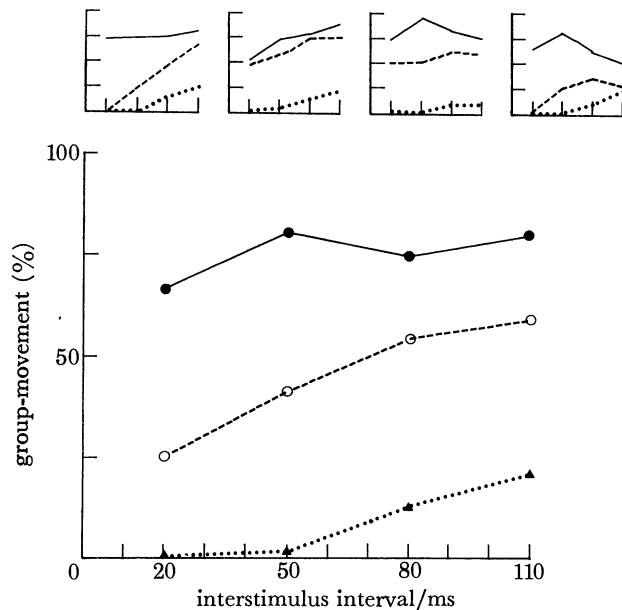 100
50
group-movement (%)
0 20 50 80 110
interstimulus interval/ms